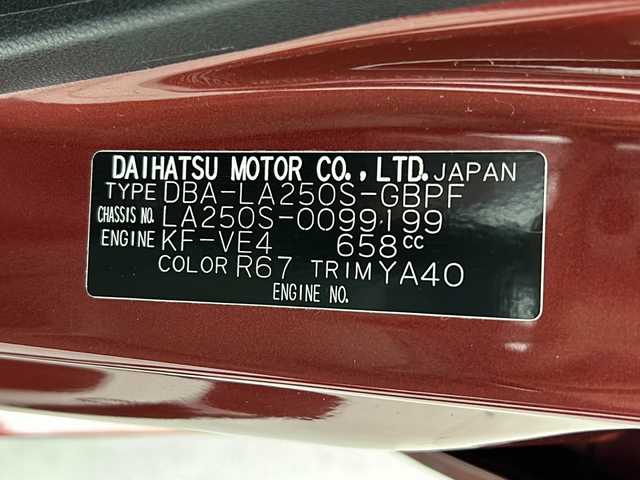 DAIHATSU MOTOR CO., LTD. JAPAN
TYPE DBA-LA250S-GBPF
CHASSIS NO. LA250S-0099199
ENGINE KF-VE4 658cc
COLOR R67 TRIM YA40
ENGINE NO.